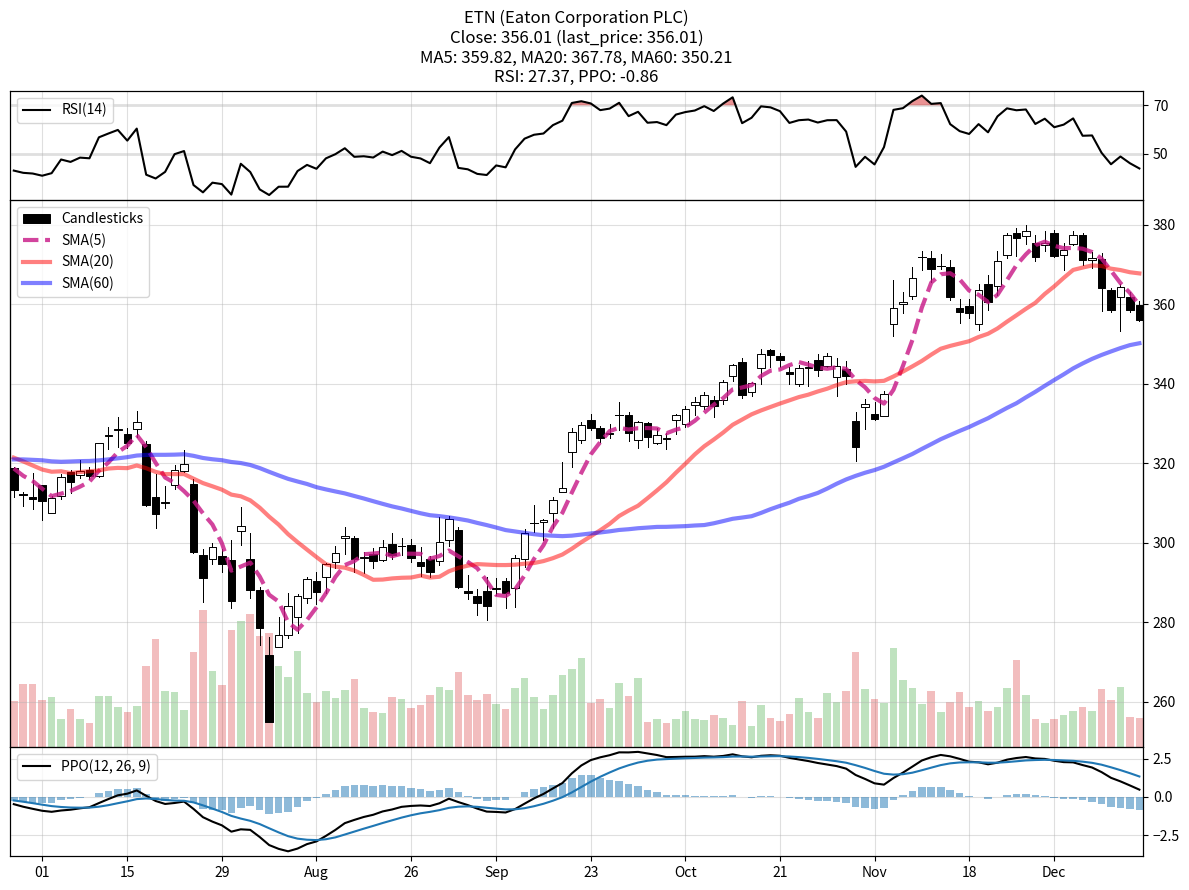 ETN (Eaton Corporation PLC)
Close: 356.01 (last_price: 356.01)
MA5: 359.82, MA20: 367.78, MA60: 350.21
RSI: 27.37, PPO: -0.86
RSI(14)
70
50
Candlesticks
SMA(5)
SMA(20)
SMA(60)
380
360
340
320
300
280
260
PPO(12, 26, 9)
2.5
0.0
−2.5
01 15 29 Aug 26 Sep 23 Oct 21 Nov 18 Dec